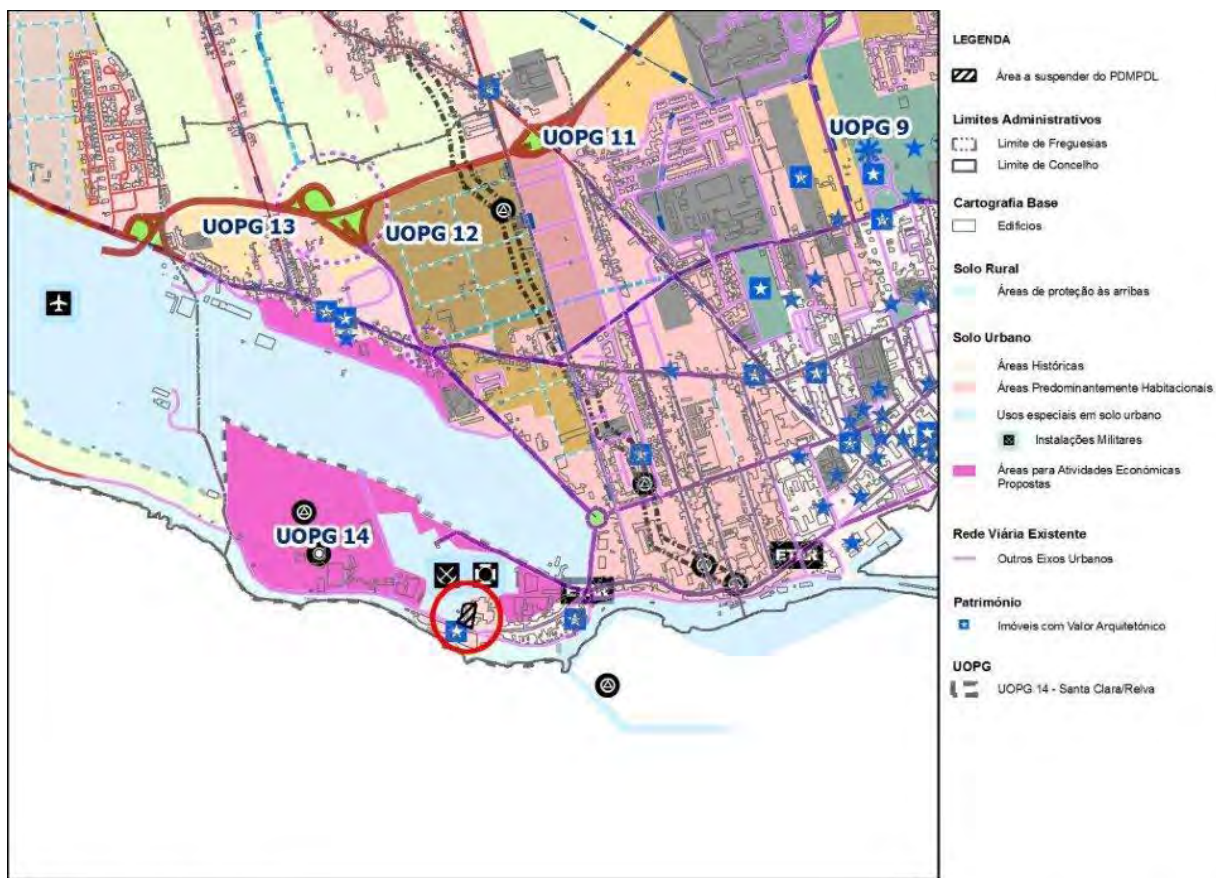 UOPG 9
UOPG 11
UOPG 13
UOPG 12
UOPG 14
LEGENDA
Área a suspender do PDMPDL
Limites Administrativos
Limite de Freguesias
Limite de Concelho
Cartografia Base
Edifícios
Solo Rural
Áreas de proteção às arribas
Solo Urbano
Áreas Históricas
Áreas Predominantemente Habitacionais
Usos especiais em solo urbano
Instalações Militares
Áreas para Atividades Económicas
Propostas
Rede Viária Existente
Outros Eixos Urbanos
Património
Imóveis com Valor Arquitetónico
UOPG
UOPG 14 - Santa Clara/Relva